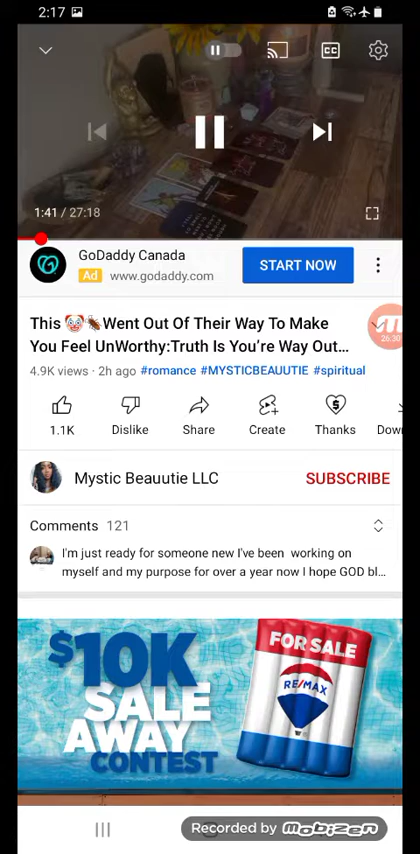 2:17
CC
1:41 / 27:18
GoDaddy Canada
Ad www.godaddy.com
START NOW
This 🤡🪳Went Out Of Their Way To Make
You Feel UnWorthy:Truth Is You're Way Out...
26:30
4.9K views · 2h ago #romance #MYSTICBEAUUTIE #spiritual
1.1K Dislike Share Create Thanks Down
Mystic Beauutie LLC SUBSCRIBE
Comments 121
I'm just ready for someone new I've been working on
myself and my purpose for over a year now I hope GOD bl...
$10K
SALE
AWAY
CONTEST
FOR SALE
RE/MAX
Recorded by mobizen